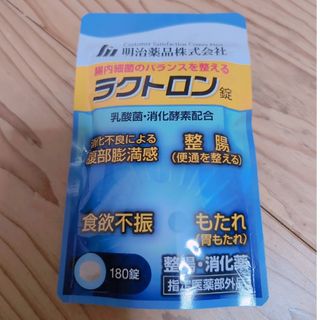 Customer Satisfaction Creates Meiji
明治薬品株式会社
腸内細菌のバランスを整える
ラクトロン錠
乳酸菌・消化酵素配合
消化不良による
腹部膨満感
整腸
(便通を整える)
食欲不振
もたれ
(胃もたれ)
180錠
整腸・消化薬
指定医薬部外品